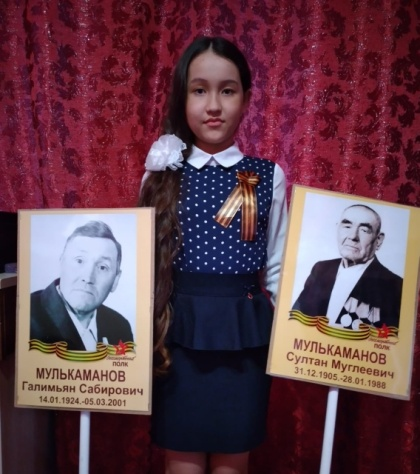 ПОЛК
МУЛЬКАМАНОВ
Галимьян Сабирович
14.01.1924.-05.03.2001
ПОЛК
МУЛЬКАМАНОВ
Султан Муглеевич
31.12.1905.-28.01.1988